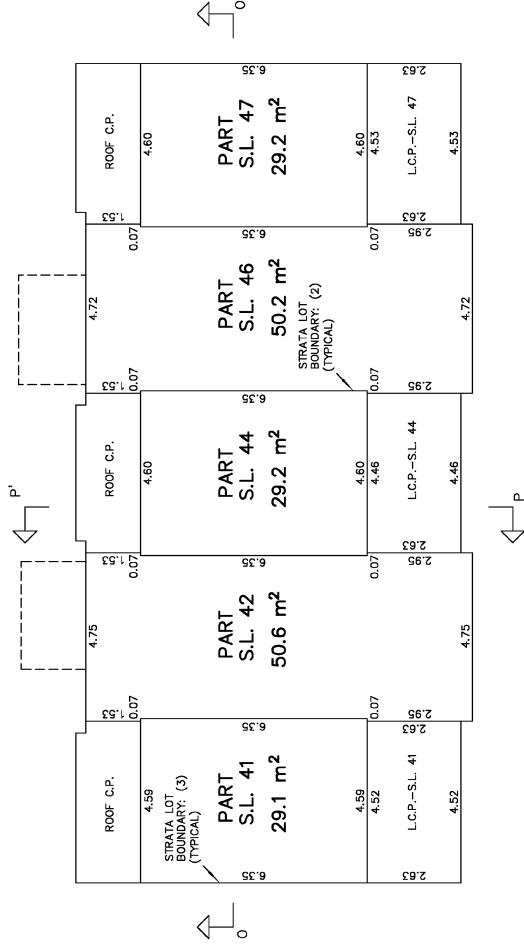 P'
ROOF C.P.
4.75
ROOF C.P.
4.72
ROOF C.P.
1.53
1.53
1.53
1.53
0.07
0.07
0.07
0.07
4.59
4.60
4.60
STRATA LOT
BOUNDARY: (3)
(TYPICAL)
O
O
6.35
PART
S.L. 41
29.1 m²
6.35
PART
S.L. 42
50.6 m²
6.35
PART
S.L. 44
29.2 m²
6.35
PART
S.L. 46
50.2 m²
6.35
PART
S.L. 47
29.2 m²
6.35
STRATA LOT
BOUNDARY: (2)
(TYPICAL)
4.59
4.60
4.60
0.07
0.07
0.07
0.07
4.52
4.46
4.53
2.63
L.C.P.-S.L. 41
2.63
2.95
2.95
2.63
L.C.P.-S.L. 44
2.95
2.95
2.63
L.C.P.-S.L. 47
2.63
4.52
4.46
4.53
4.75
4.72
P